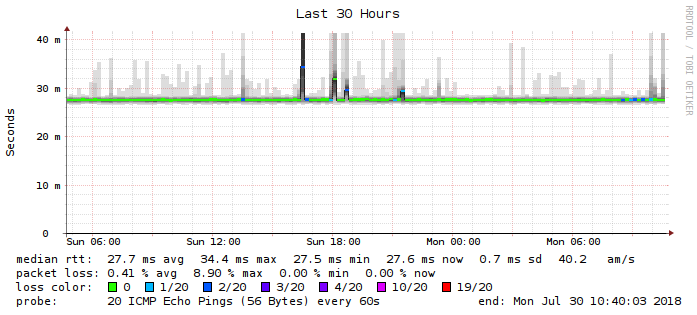 Last 30 Hours
RRDTOOL / TOBI OETIKER
Seconds
40 m
30 m
20 m
10 m
0
Sun 06:00 Sun 12:00 Sun 18:00 Mon 00:00 Mon 06:00
median rtt: 27.7 ms avg 34.4 ms max 27.5 ms min 27.6 ms now 0.7 ms sd 40.2 am/s
packet loss: 0.41 % avg 8.90 % max 0.00 % min 0.00 % now
loss color: 0 1/20 2/20 3/20 4/20 10/20 19/20
probe: 20 ICMP Echo Pings (56 Bytes) every 60s end: Mon Jul 30 10:40:03 2018